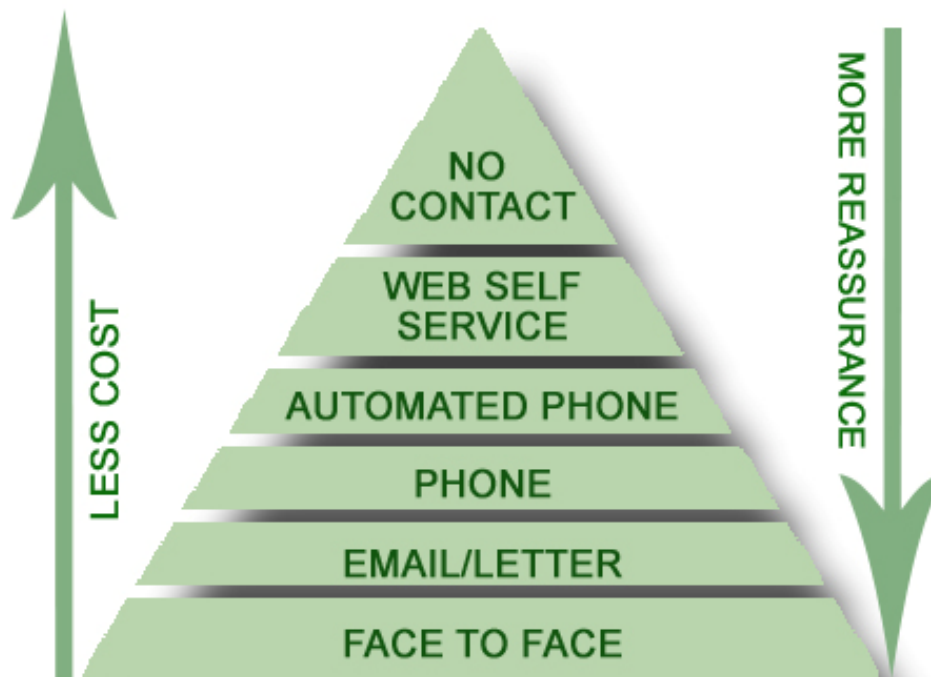 NO
CONTACT
WEB SELF
SERVICE
AUTOMATED PHONE
PHONE
EMAIL/LETTER
FACE TO FACE
LESS COST
MORE REASSURANCE